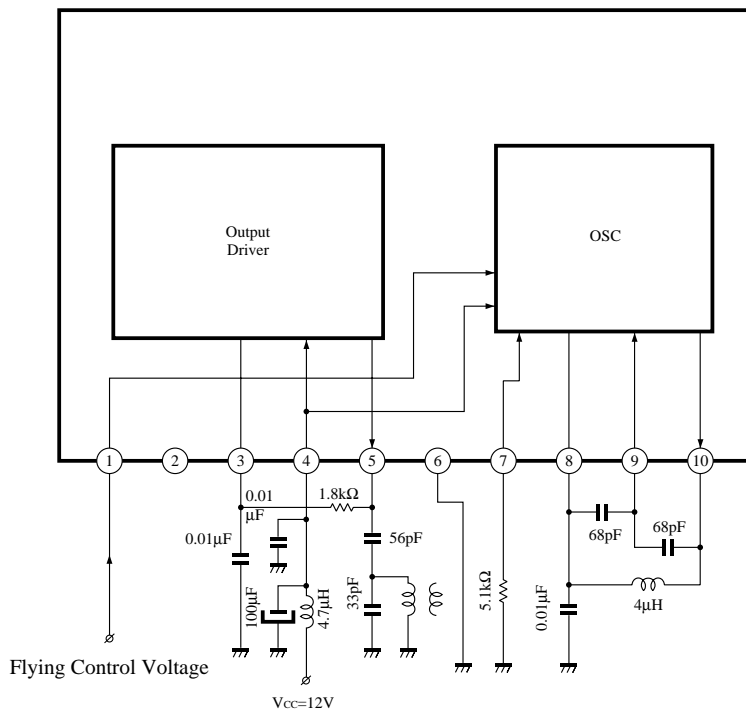 Output
Driver
OSC
1
2
3
4
5
6
7
8
9
10
0.01
μF
1.8kΩ
0.01μF
56pF
68pF
68pF
100μF
4.7μH
33pF
5.1kΩ
0.01μF
4μH
Flying Control Voltage
VCC=12V